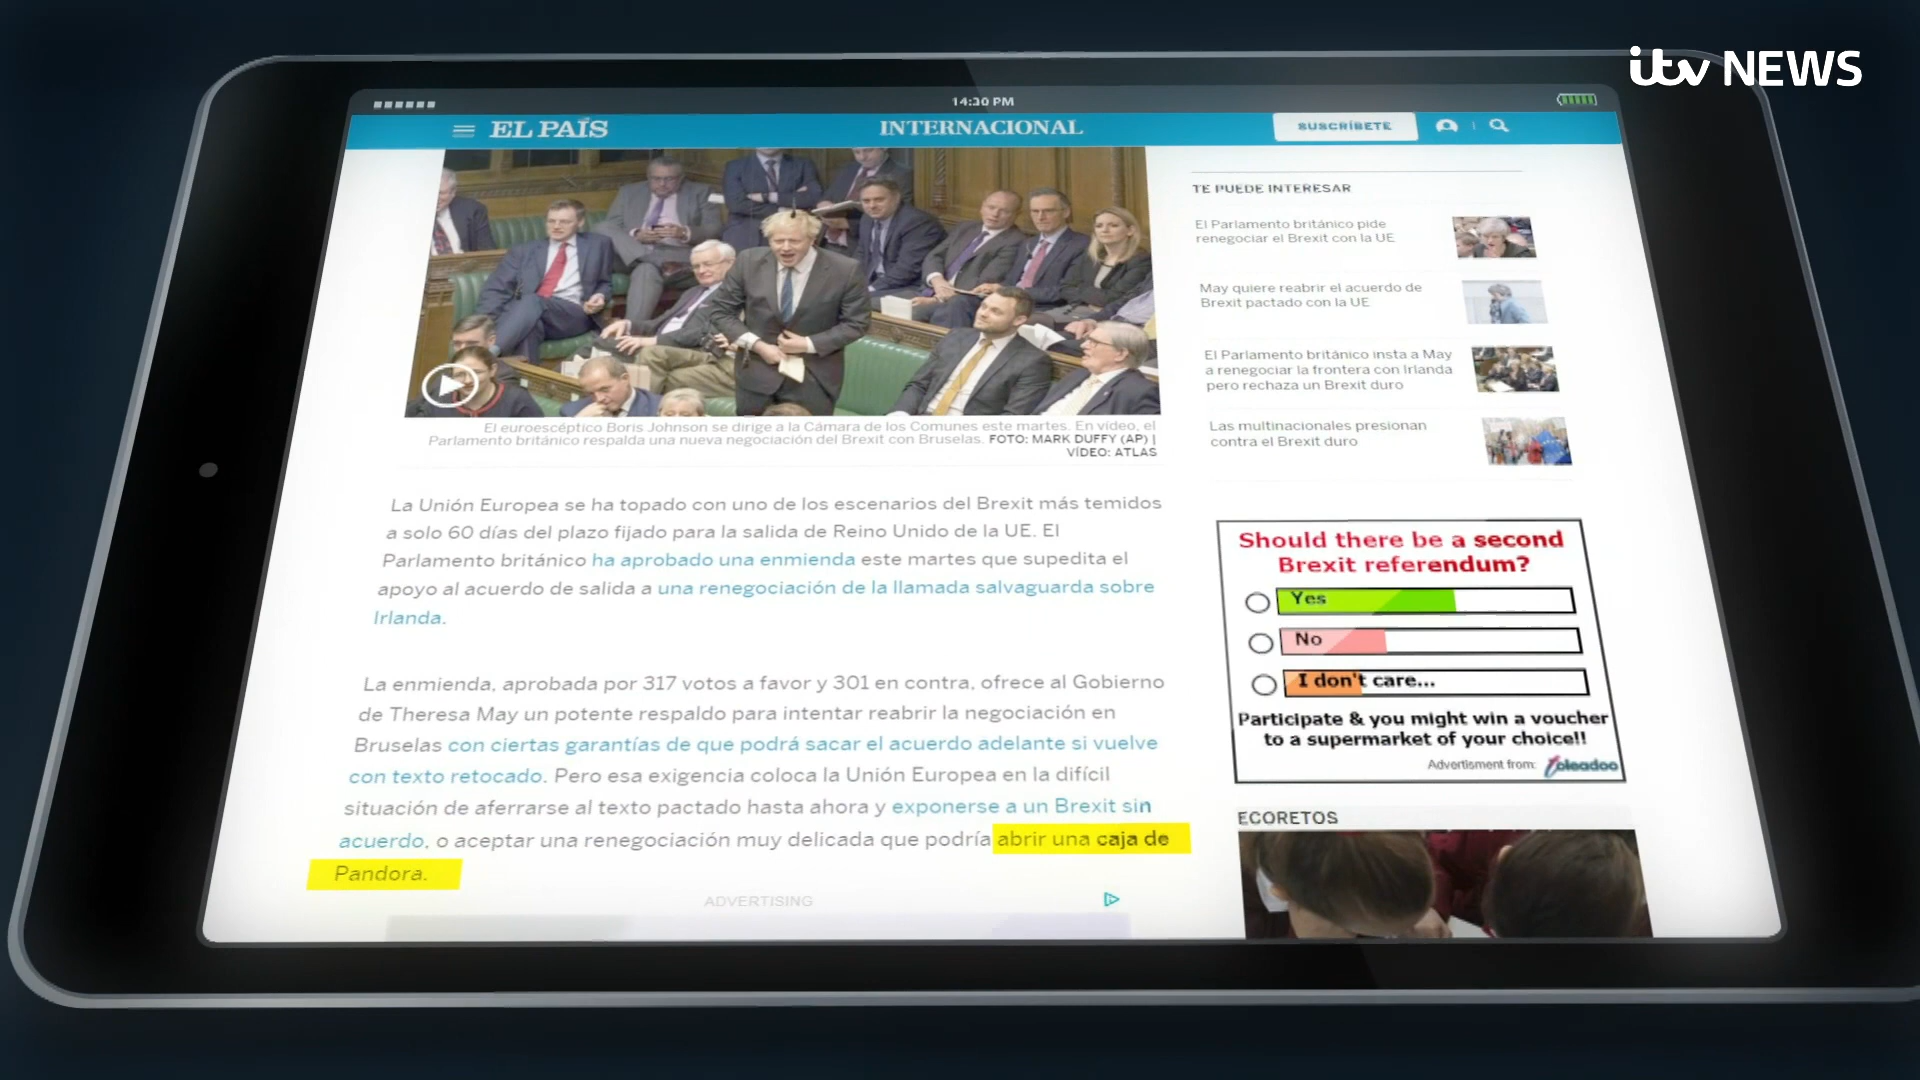 itv NEWS
14:30 PM
EL PAÍS
INTERNACIONAL
SUSCRÍBETE
El euroescéptico Boris Johnson se dirige a la Cámara de los Comunes este martes. En vídeo, el
Parlamento británico respalda una nueva negociación del Brexit con Bruselas. FOTO: MARK DUFFY (AP) |
VÍDEO: ATLAS
La Unión Europea se ha topado con uno de los escenarios del Brexit más temidos
a solo 60 días del plazo fijado para la salida de Reino Unido de la UE. El
Parlamento británico ha aprobado una enmienda este martes que supedita el
apoyo al acuerdo de salida a una renegociación de la llamada salvaguarda sobre
Irlanda.
La enmienda, aprobada por 317 votos a favor y 301 en contra, ofrece al Gobierno
de Theresa May un potente respaldo para intentar reabrir la negociación en
Bruselas con ciertas garantías de que podrá sacar el acuerdo adelante si vuelve
con texto retocado. Pero esa exigencia coloca la Unión Europea en la difícil
situación de aferrarse al texto pactado hasta ahora y exponerse a un Brexit sin
acuerdo, o aceptar una renegociación muy delicada que podría abrir una caja de
Pandora.
ADVERTISING
TE PUEDE INTERESAR
El Parlamento británico pide
renegociar el Brexit con la UE
May quiere reabrir el acuerdo de
Brexit pactado con la UE
El Parlamento británico insta a May
a renegociar la frontera con Irlanda
pero rechaza un Brexit duro
Las multinacionales presionan
contra el Brexit duro
Should there be a second
Brexit referendum?
Yes
No
I don't care...
Participate & you might win a voucher
to a supermarket of your choice!!
Advertisment from: toleadoo
ECORETOS